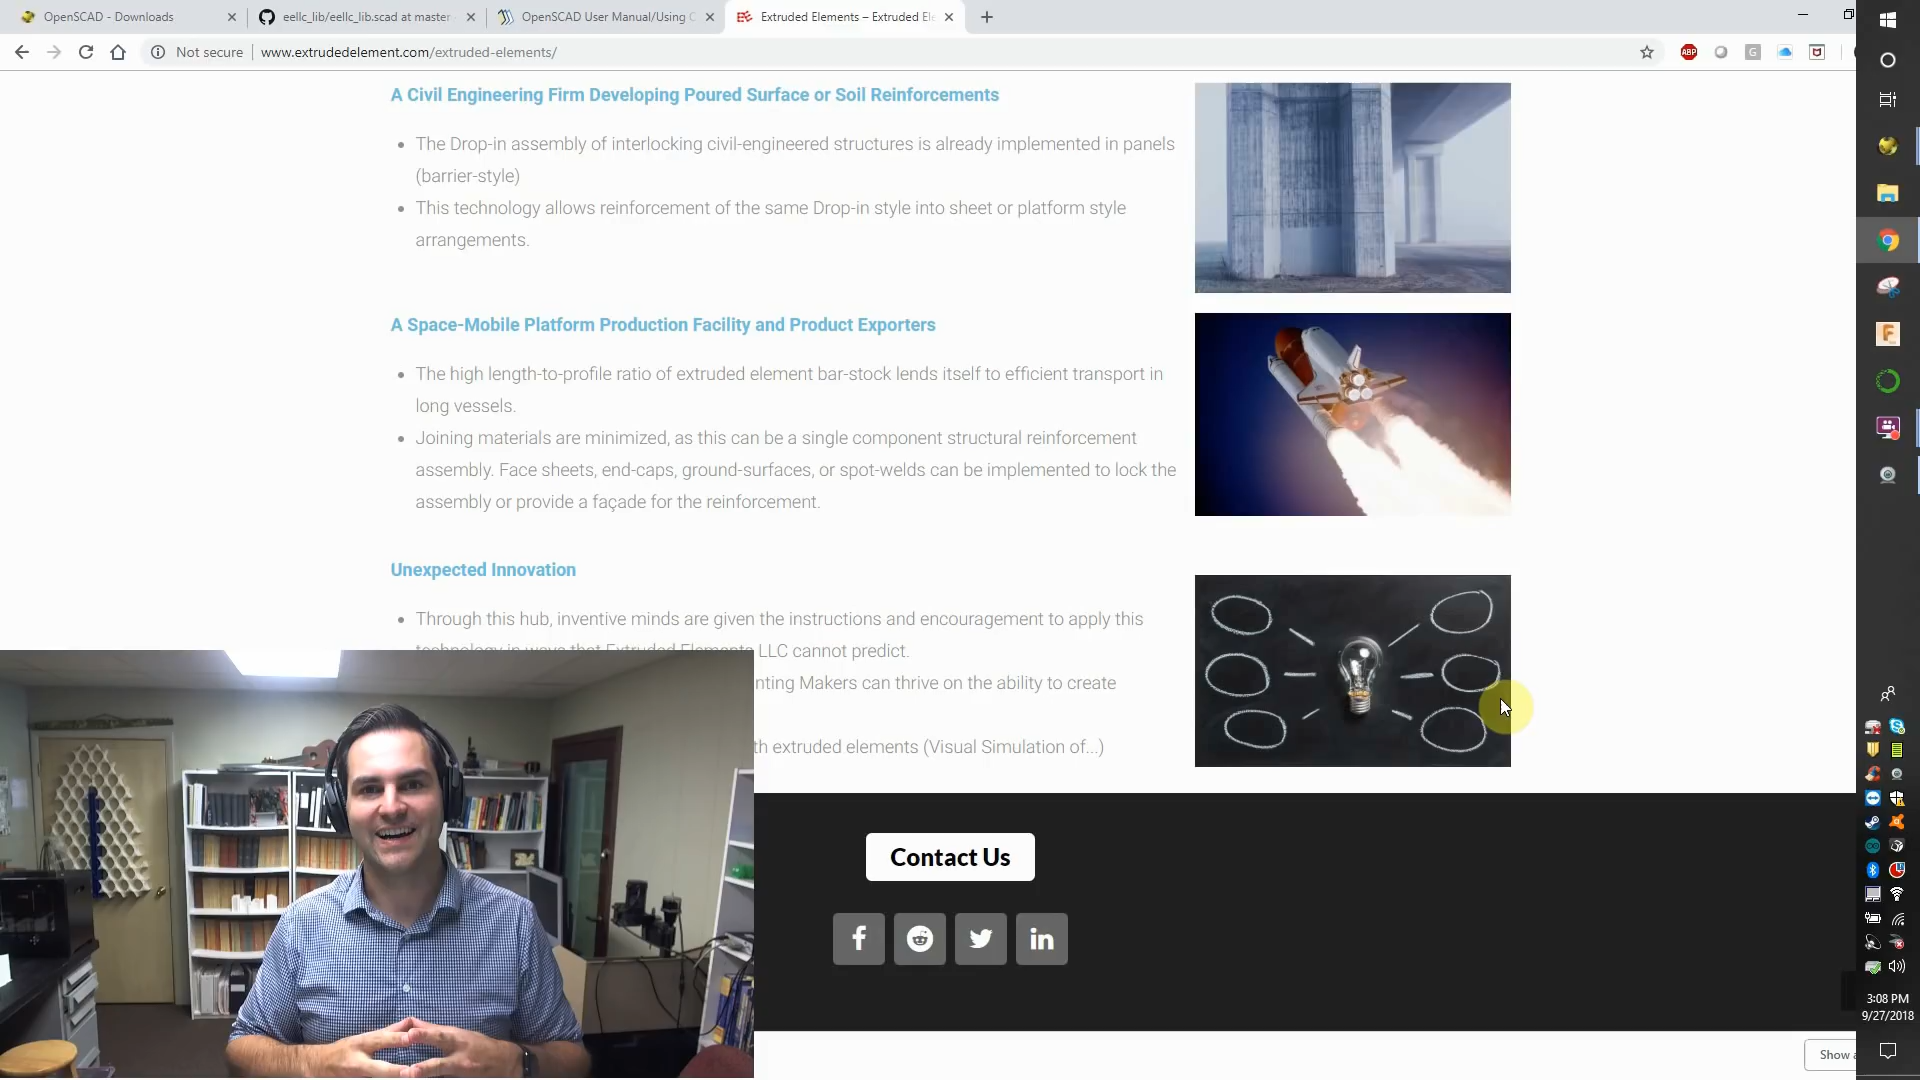 OpenSCAD - Downloads
eellc_lib/eellc_lib.scad at master
OpenSCAD User Manual/Using
Extruded Elements – Extruded
Not secure
www.extrudedelement.com/extruded-elements/
ABP
G
A Civil Engineering Firm Developing Poured Surface or Soil Reinforcements
The Drop-in assembly of interlocking civil-engineered structures is already implemented in panels
(barrier-style)
This technology allows reinforcement of the same Drop-in style into sheet or platform style
arrangements.
A Space-Mobile Platform Production Facility and Product Exporters
The high length-to-profile ratio of extruded element bar-stock lends itself to efficient transport in
long vessels.
Joining materials are minimized, as this can be a single component structural reinforcement
assembly. Face sheets, end-caps, ground-surfaces, or spot-welds can be implemented to lock the
assembly or provide a façade for the reinforcement.
Unexpected Innovation
Through this hub, inventive minds are given the instructions and encouragement to apply this
technology in ways that Extruded Elements LLC cannot predict.
nting Makers can thrive on the ability to create
th extruded elements (Visual Simulation of...)
Contact Us
f
in
3:08 PM
9/27/2018
Show